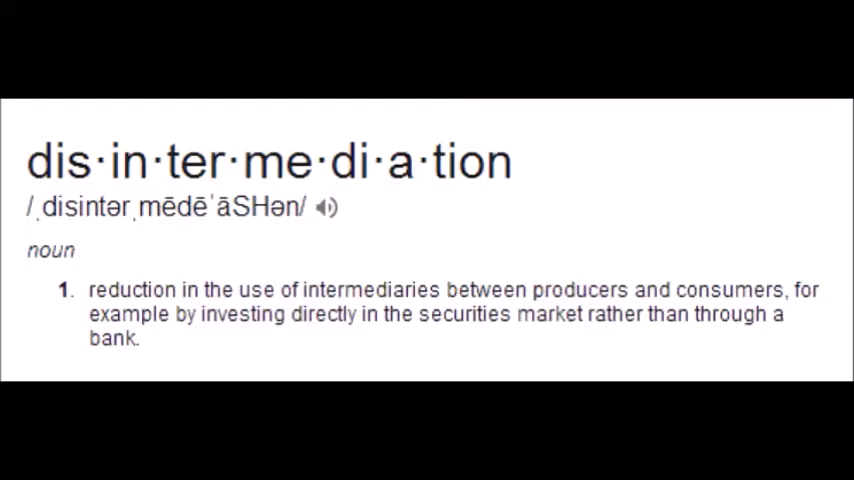 dis·in·ter·me·di·a·tion
/ˌdisintərˌmēdēˈāSHən/
noun
1. reduction in the use of intermediaries between producers and consumers, for
example by investing directly in the securities market rather than through a
bank.